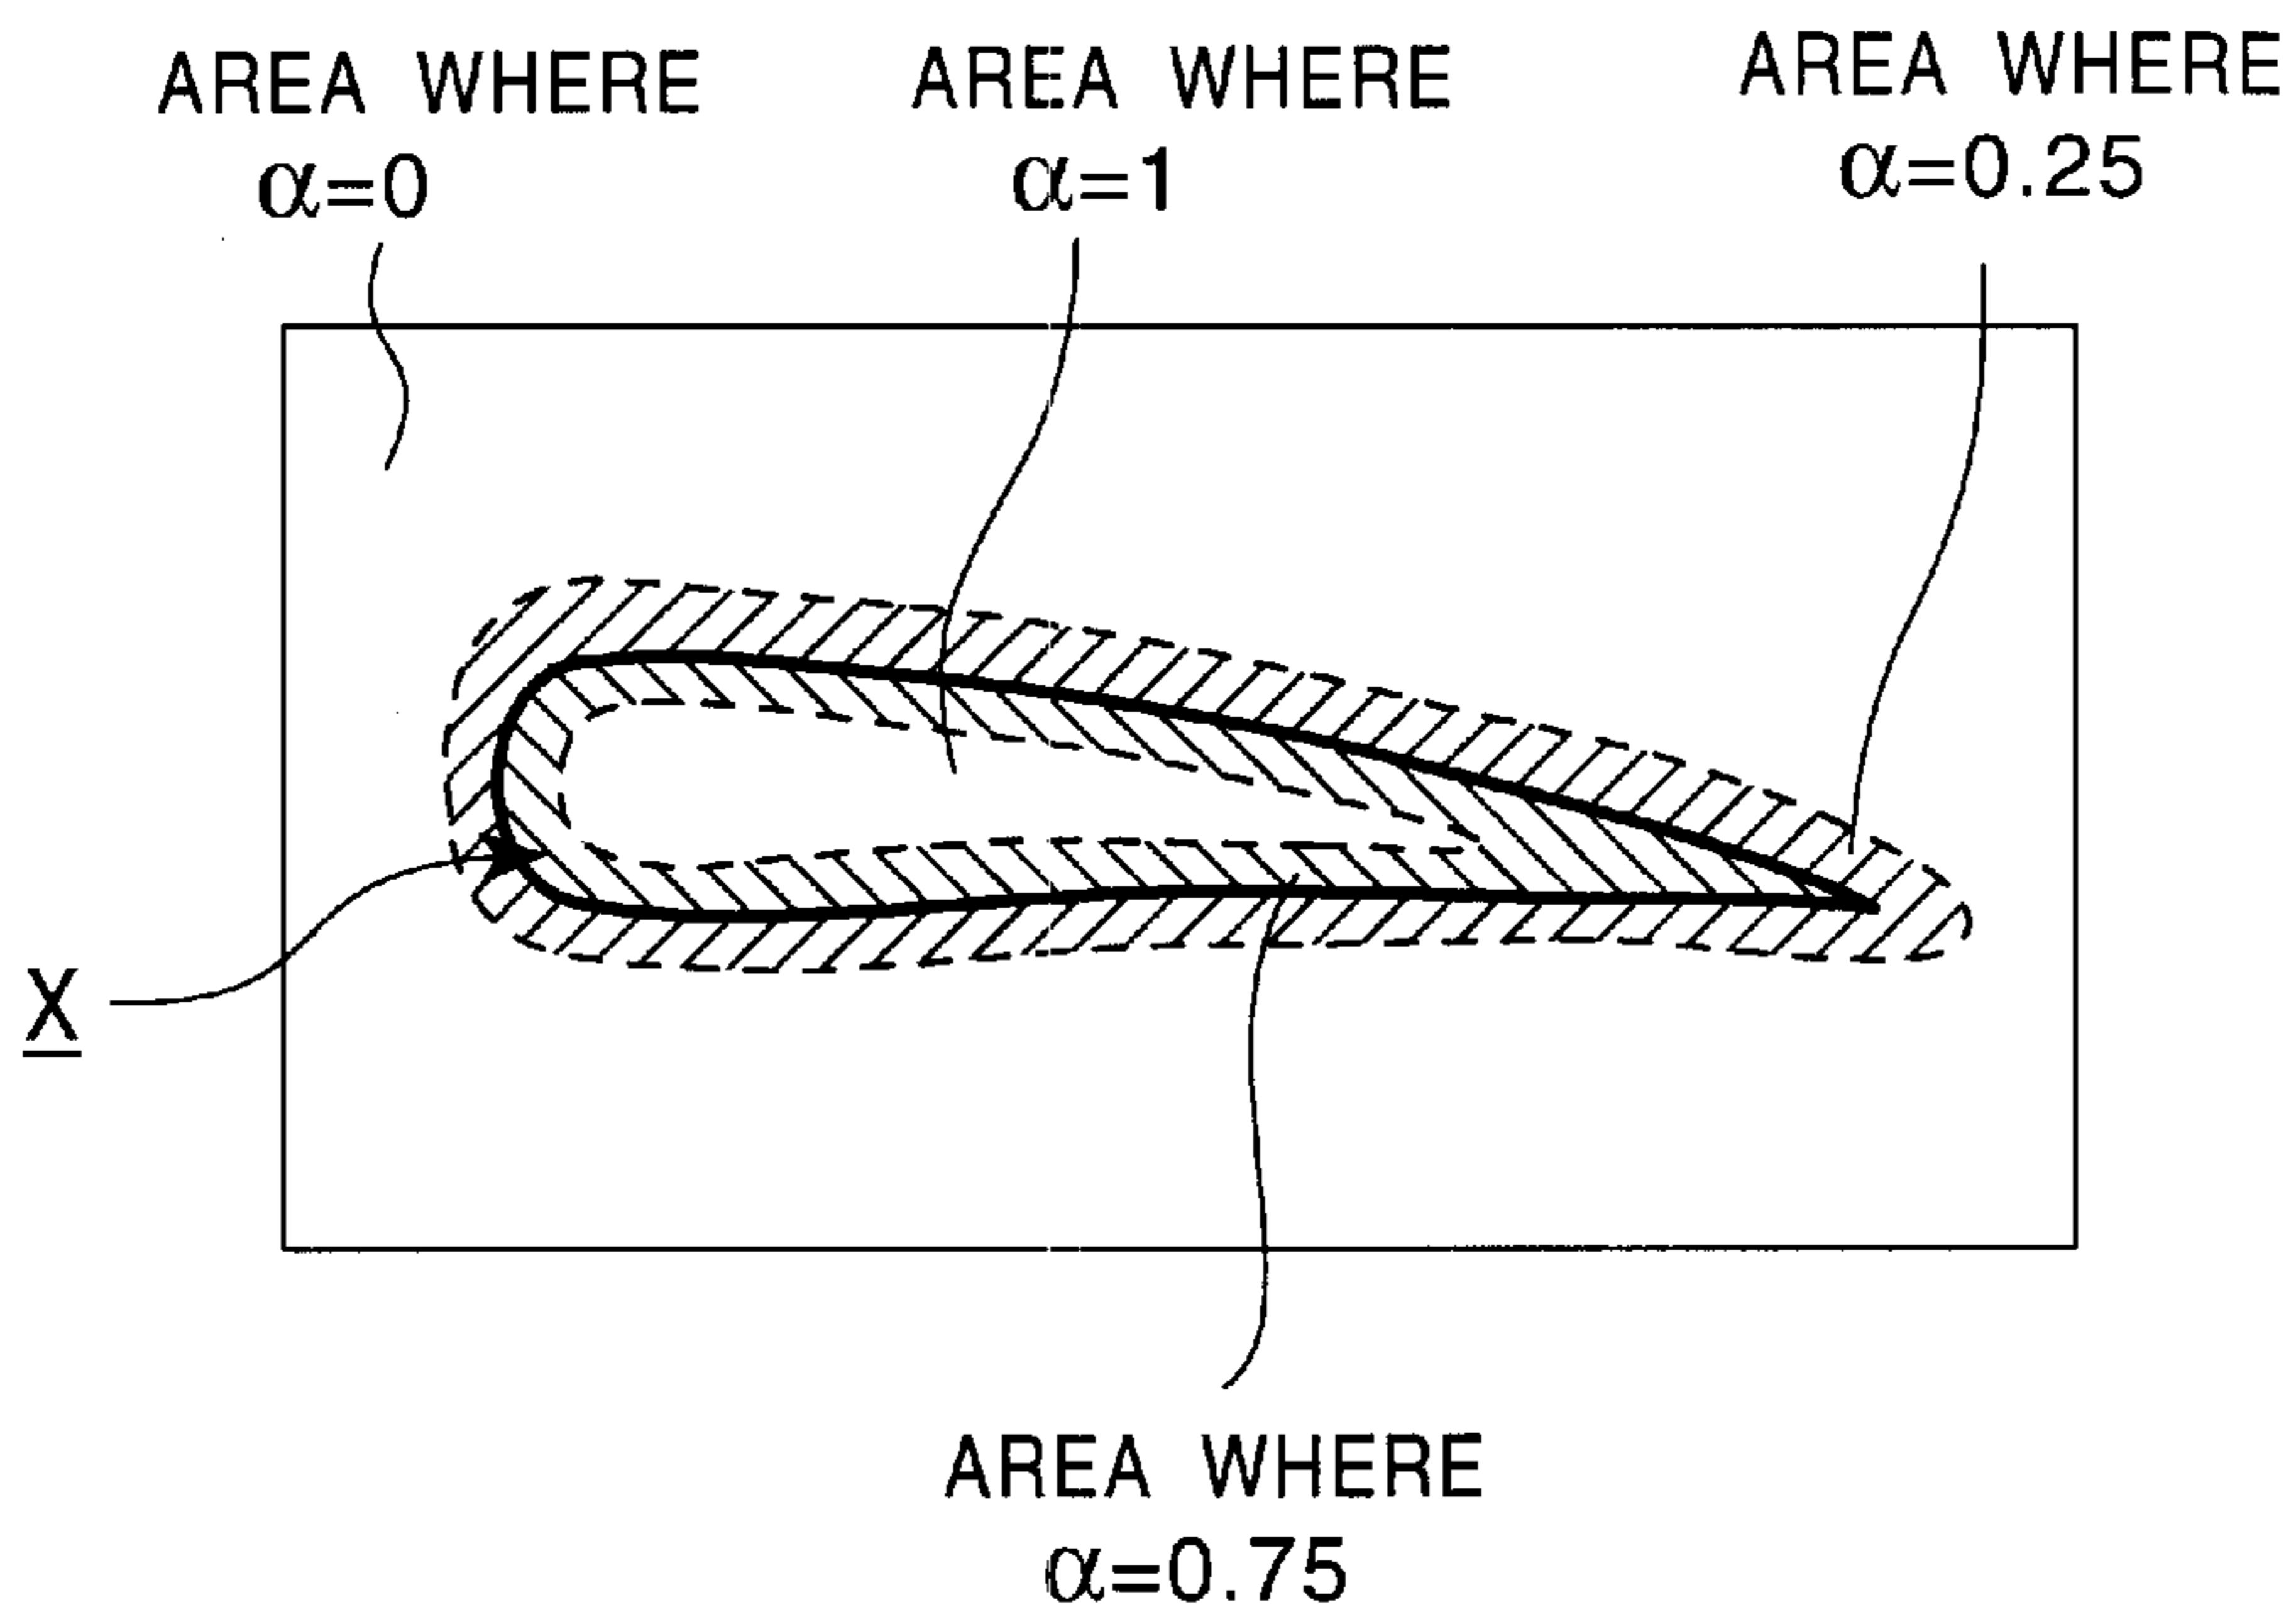 AREA WHERE
α=0
AREA WHERE
α=1
AREA WHERE
α=0.25
X
AREA WHERE
α=0.75